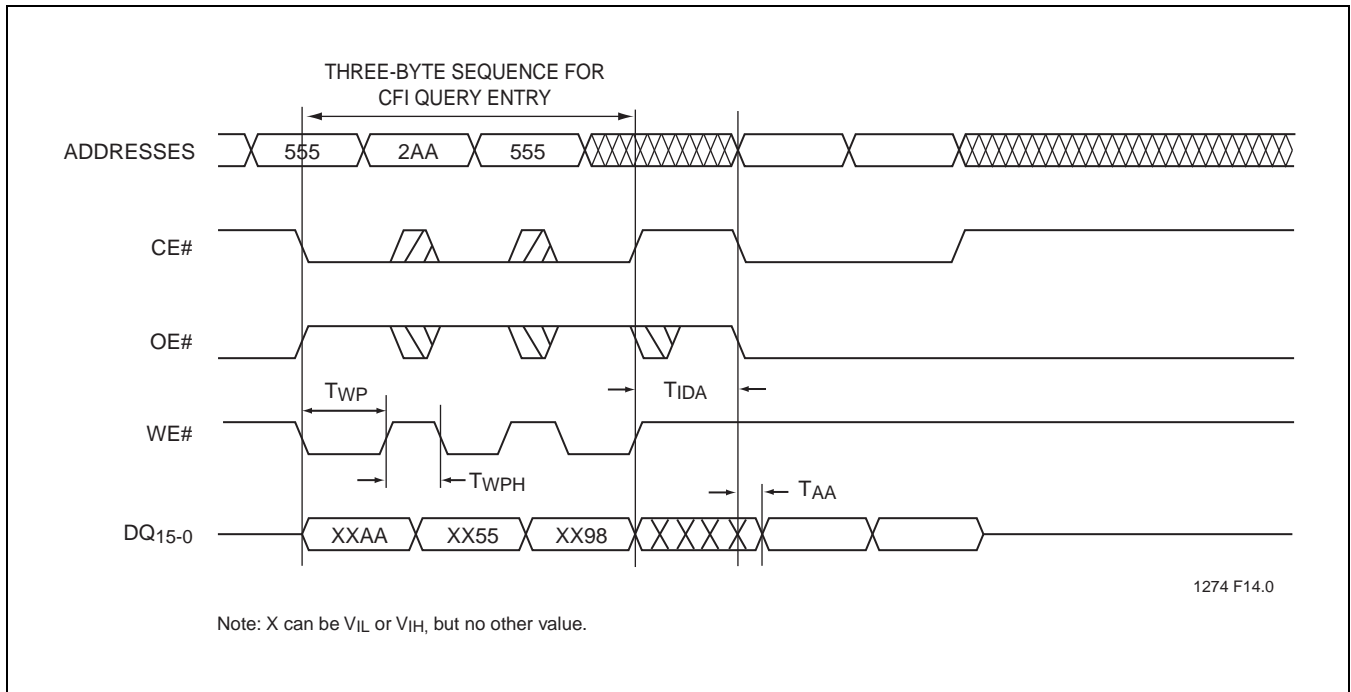 THREE-BYTE SEQUENCE FOR
CFI QUERY ENTRY
ADDRESSES 555 2AA 555
CE#
OE#
TWP TIDA
WE#
TWPH TAA
DQ15-0 XXAA XX55 XX98
1274 F14.0
Note: X can be VIL or VIH, but no other value.